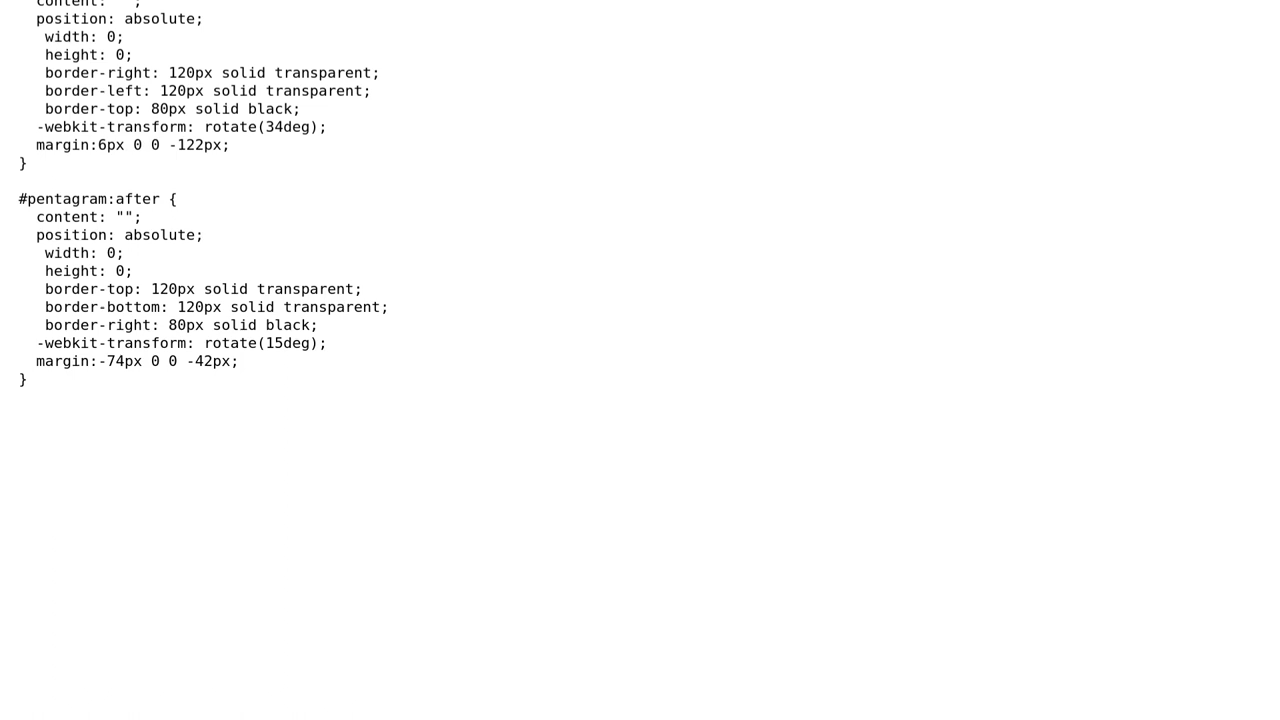 content: "";
position: absolute;
width: 0;
height: 0;
border-right: 120px solid transparent;
border-left: 120px solid transparent;
border-top: 80px solid black;
-webkit-transform: rotate(34deg);
margin:6px 0 0 -122px;
}
#pentagram:after {
content: "";
position: absolute;
width: 0;
height: 0;
border-top: 120px solid transparent;
border-bottom: 120px solid transparent;
border-right: 80px solid black;
-webkit-transform: rotate(15deg);
margin:-74px 0 0 -42px;
}